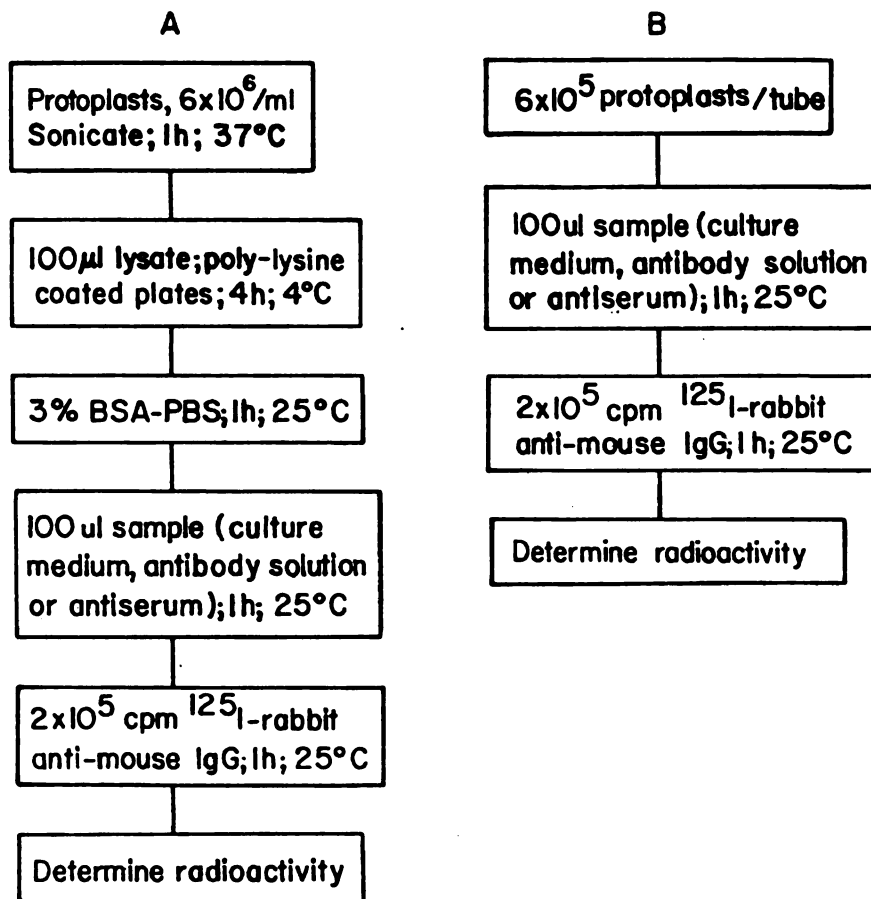 A
Protoplasts, 6x10⁶/ml
Sonicate; 1h; 37°C
100µl lysate; poly-lysine
coated plates; 4h; 4°C
3% BSA-PBS; 1h; 25°C
100 ul sample (culture
medium, antibody solution
or antiserum); 1h; 25°C
2x10⁵ cpm ¹²⁵I-rabbit
anti-mouse IgG; 1h; 25°C
Determine radioactivity
B
6x10⁵ protoplasts/tube
100ul sample (culture
medium, antibody solution
or antiserum); 1h; 25°C
2x10⁵ cpm ¹²⁵I-rabbit
anti-mouse IgG; 1h; 25°C
Determine radioactivity